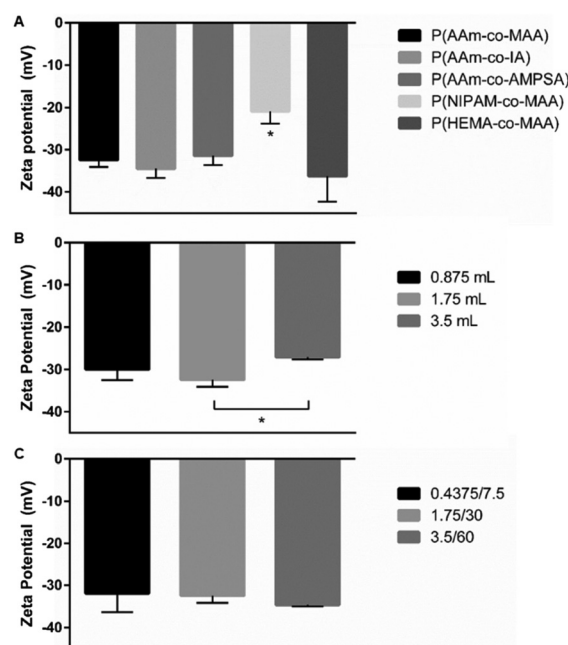 A
Zeta potential (mV)
0
-10
-20
-30
-40
*
P(AAm-co-MAA)
P(AAm-co-IA)
P(AAm-co-AMPSA)
P(NIPAM-co-MAA)
P(HEMA-co-MAA)
B
Zeta Potential (mV)
0
-10
-20
-30
-40
*
0.875 mL
1.75 mL
3.5 mL
C
Zeta Potential (mV)
0
-10
-20
-30
-40
0.4375/7.5
1.75/30
3.5/60